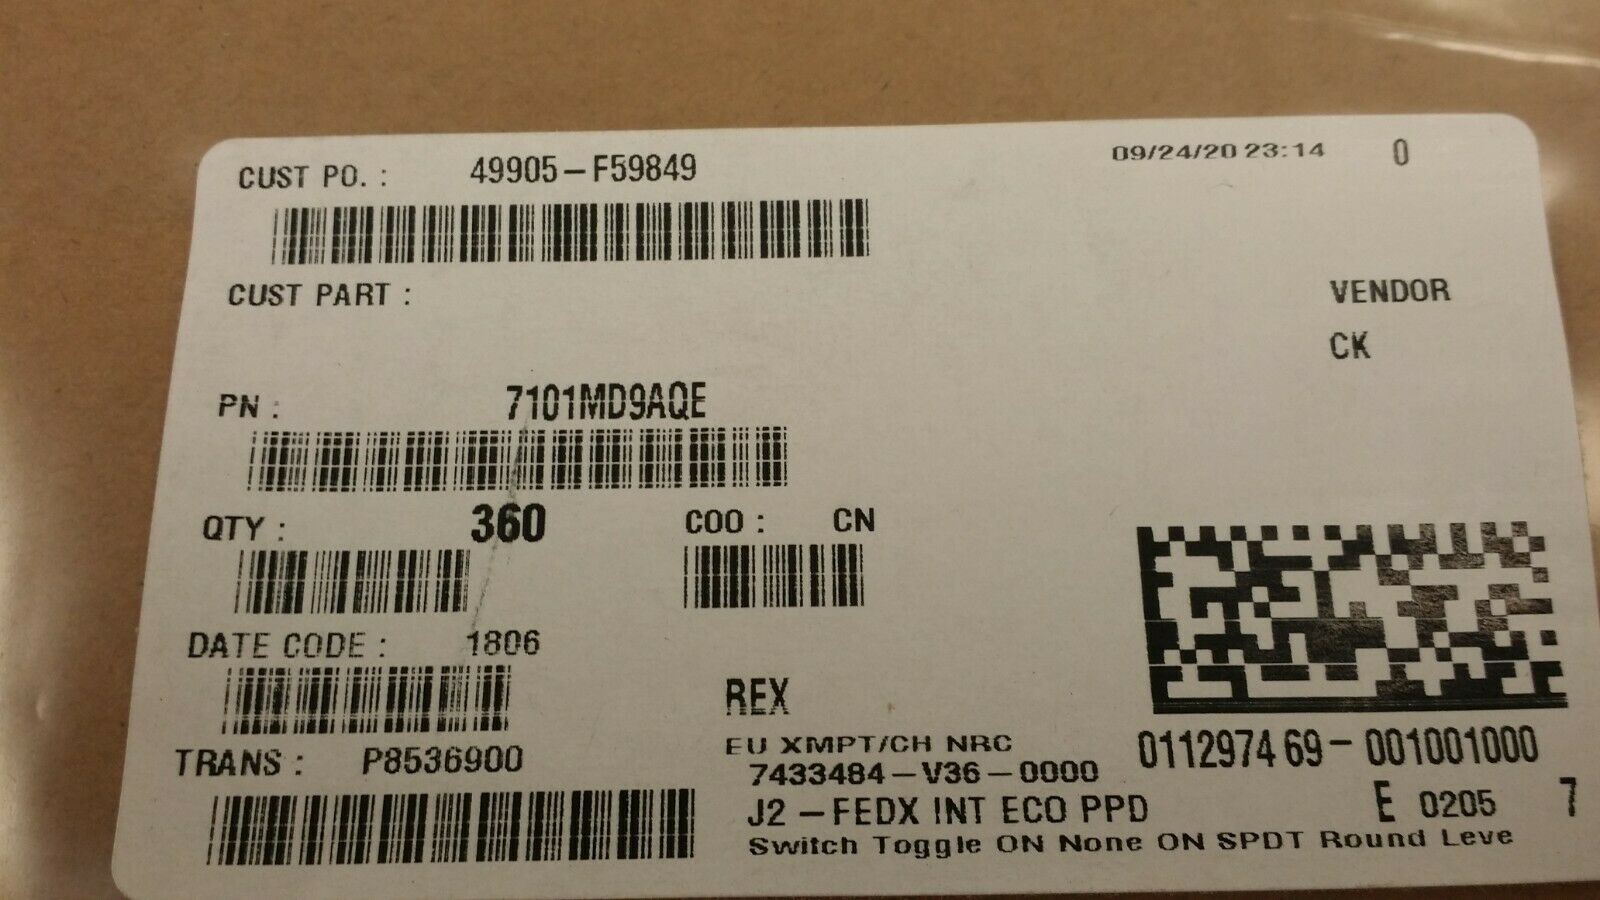 CUST PO. : 49905-F59849 09/24/20 23:14 0
CUST PART : VENDOR
CK
PN : 7101MD9AQE
QTY : 360 COO : CN
DATE CODE : 1806
REX
EU XMPT/CH NRC
TRANS : P8536900
7433484-V36-0000
011297469-001001000
J2 -FEDX INT ECO PPD E 0205 7
Switch Toggle ON None ON SPDT Round Leve